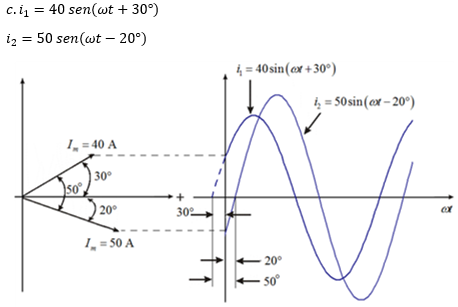 c. i₁ = 40 sen(ωt + 30°)
i₂ = 50 sen(ωt − 20°)
i₁ = 40sin(ωt+30°)
i₂ = 50sin(ωt−20°)
Iₘ = 40 A
30°
50°
20°
Iₘ = 50 A
+
30°
ωt
20°
50°